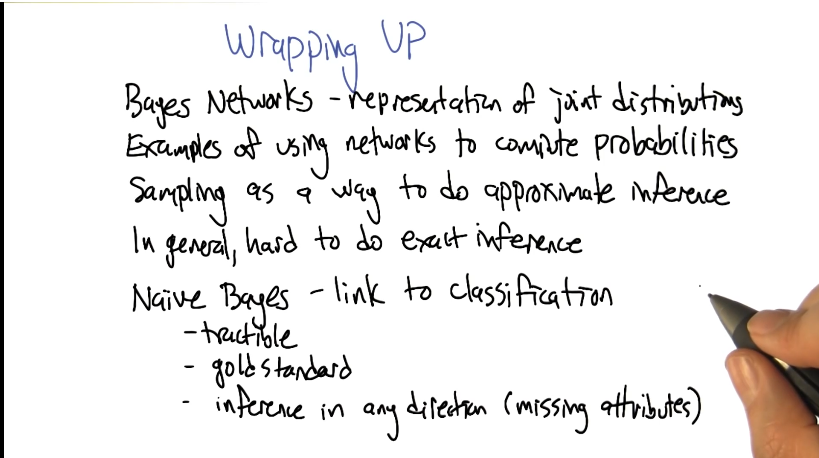 Wrapping UP
Bayes Networks - representation of joint distributions
Examples of using networks to compute probabilities
Sampling as a way to do approximate inference
In general, hard to do exact inference
Naive Bayes - link to classification
- tractible
- gold standard
- inference in any direction (missing attributes)